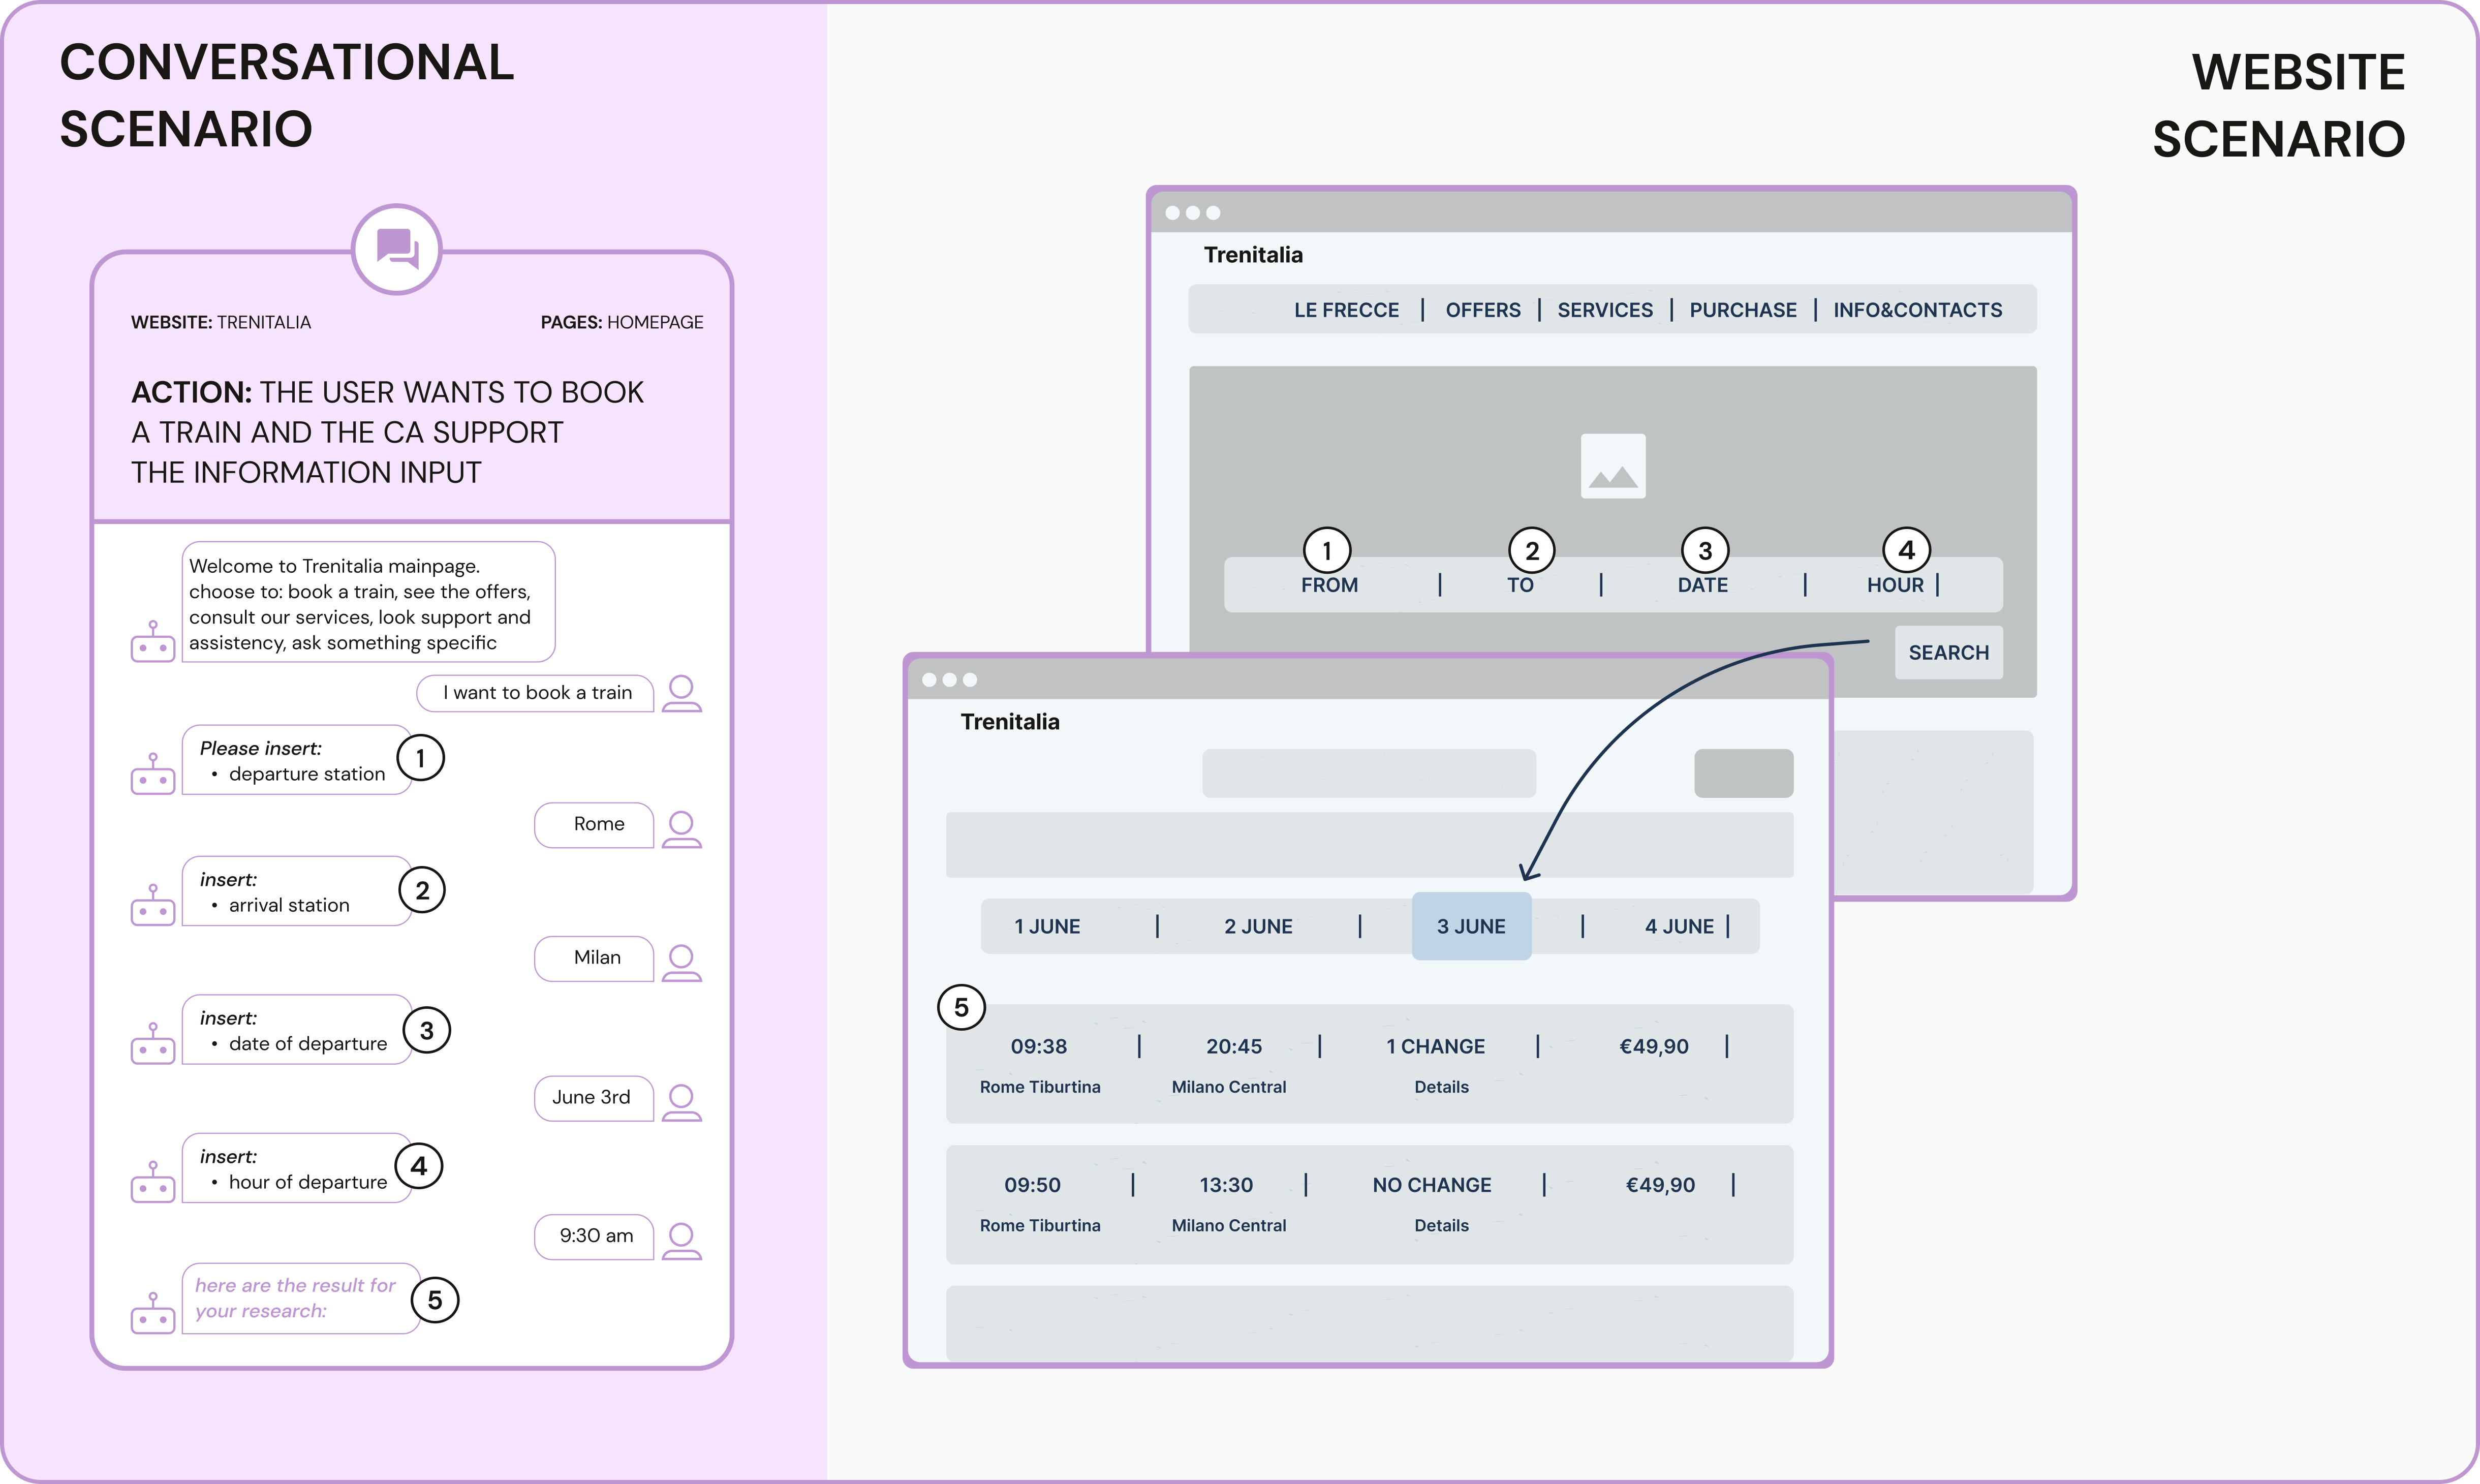 CONVERSATIONAL
SCENARIO
WEBSITE: TRENITALIA
PAGES: HOMEPAGE
ACTION: THE USER WANTS TO BOOK
A TRAIN AND THE CA SUPPORT
THE INFORMATION INPUT
Welcome to Trenitalia mainpage.
choose to: book a train, see the offers,
consult our services, look support and
assistency, ask something specific
I want to book a train
Please insert:
• departure station
1
Rome
insert:
• arrival station
2
Milan
insert:
• date of departure
3
June 3rd
insert:
• hour of departure
4
9:30 am
here are the result for
your research:
5
WEBSITE
SCENARIO
Trenitalia
LE FRECCE | OFFERS | SERVICES | PURCHASE | INFO&CONTACTS
1 2 3 4
FROM | TO | DATE | HOUR |
SEARCH
Trenitalia
1 JUNE | 2 JUNE | 3 JUNE | 4 JUNE |
5
09:38 | 20:45 | 1 CHANGE | €49,90 |
Rome Tiburtina Milano Central Details
09:50 | 13:30 | NO CHANGE | €49,90 |
Rome Tiburtina Milano Central Details